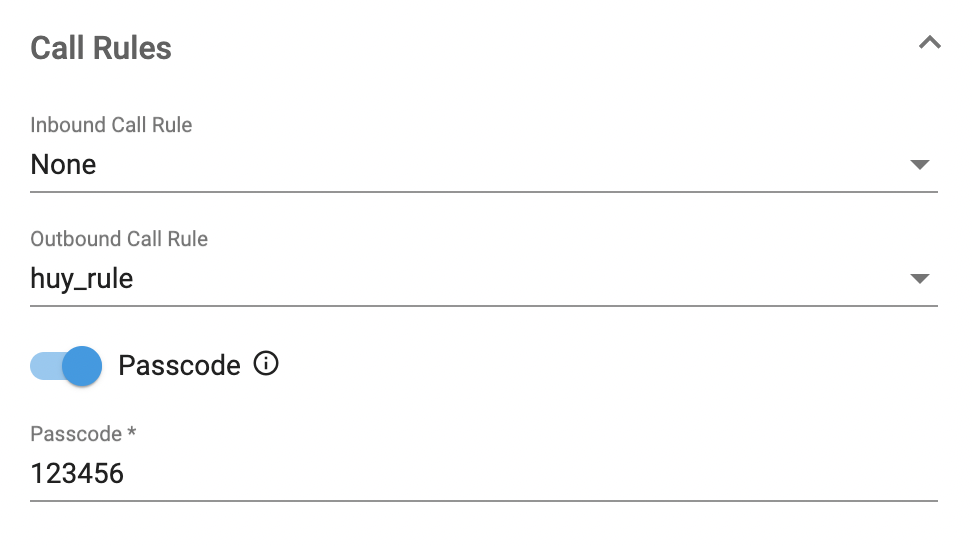 Call Rules
Inbound Call Rule
None
Outbound Call Rule
huy_rule
Passcode
Passcode *
123456